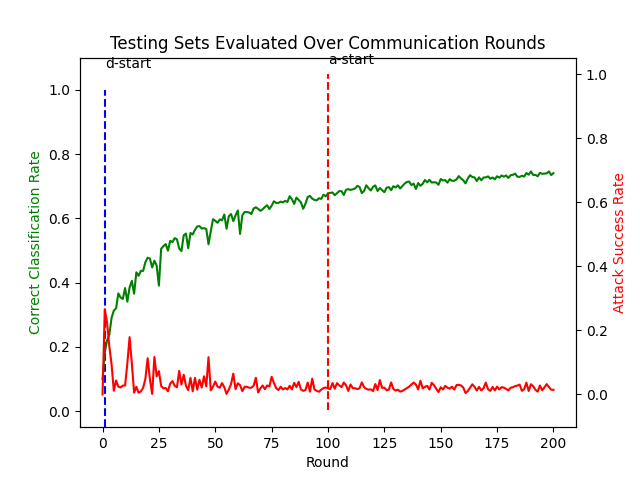 Testing Sets Evaluated Over Communication Rounds
d-start
a-start
1.0
0.8
0.6
0.4
0.2
0.0
Correct Classification Rate
1.0
0.8
0.6
0.4
0.2
0.0
Attack Success Rate
0 25 50 75 100 125 150 175 200
Round